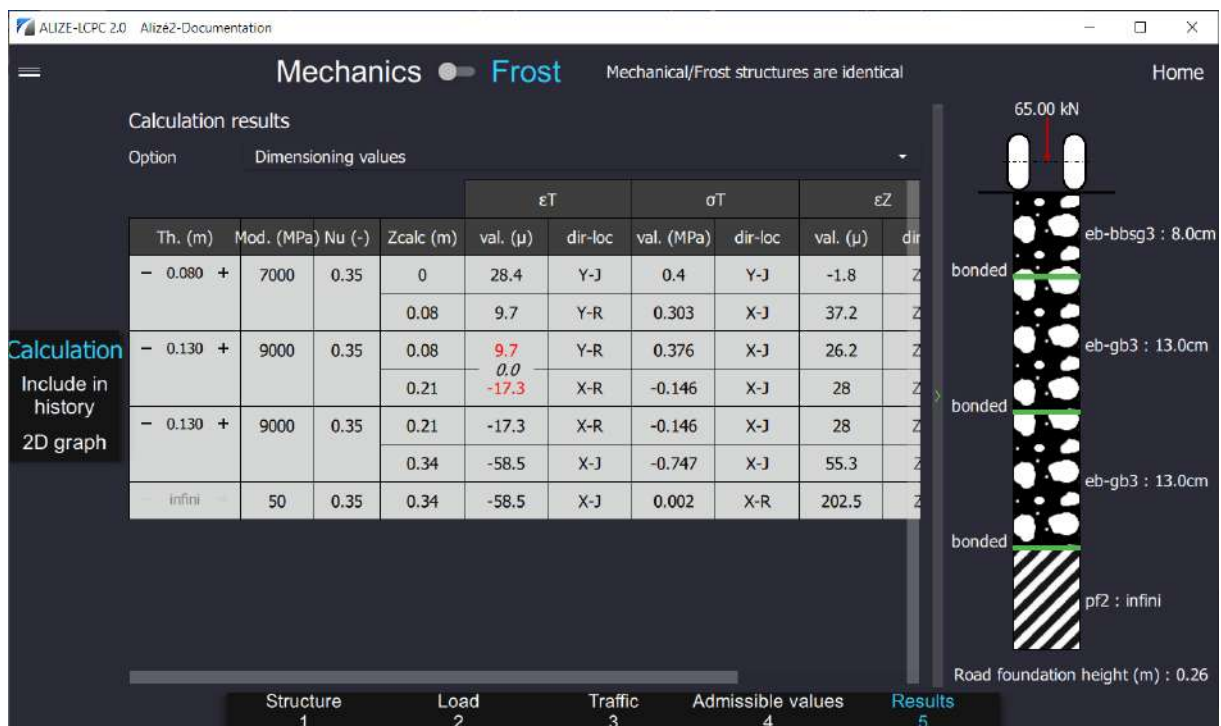 ALIZE-LCPC 2.0 Alizé2-Documentation
Mechanics Frost Mechanical/Frost structures are identical Home
Calculation results
Option Dimensioning values
εT σT εZ
Th. (m) Mod. (MPa) Nu (-) Zcalc (m) val. (μ) dir-loc val. (MPa) dir-loc val. (μ) dir
− 0.080 + 7000 0.35 0 28.4 Y-J 0.4 Y-J -1.8 Z
0.08 9.7 Y-R 0.303 X-J 37.2 Z
− 0.130 + 9000 0.35 0.08 9.7 Y-R 0.376 X-J 26.2 Z
0.0
0.21 -17.3 X-R -0.146 X-J 28 Z
− 0.130 + 9000 0.35 0.21 -17.3 X-R -0.146 X-J 28 Z
0.34 -58.5 X-J -0.747 X-J 55.3 Z
− infini + 50 0.35 0.34 -58.5 X-J 0.002 X-R 202.5 Z
Calculation
Include in
history
2D graph
65.00 kN
eb-bbsg3 : 8.0cm
bonded
eb-gb3 : 13.0cm
bonded
eb-gb3 : 13.0cm
bonded
pf2 : infini
Road foundation height (m) : 0.26
Structure Load Traffic Admissible values Results
1 2 3 4 5